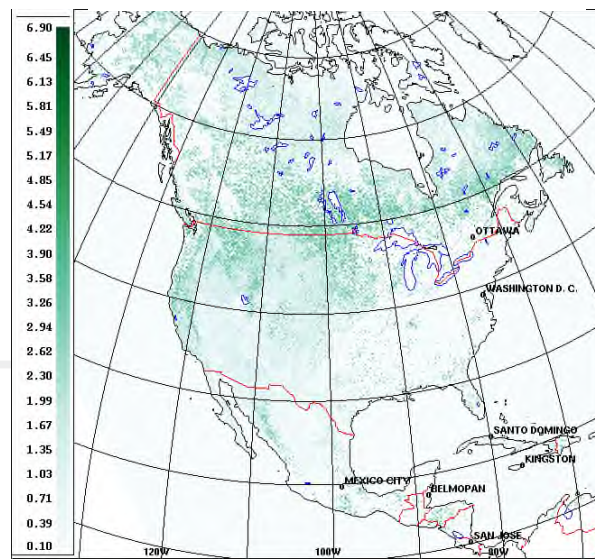 6.90
6.45
6.13
5.81
5.49
5.17
4.85
4.54
4.22
3.90
3.58
3.26
2.94
2.62
2.30
1.99
1.67
1.35
1.03
0.71
0.39
0.10
OTTAWA
WASHINGTON D. C.
SANTO DOMINGO
KINGSTON
MEXICO CITY
BELMOPAN
SAN JOSE
120W
100W
80W